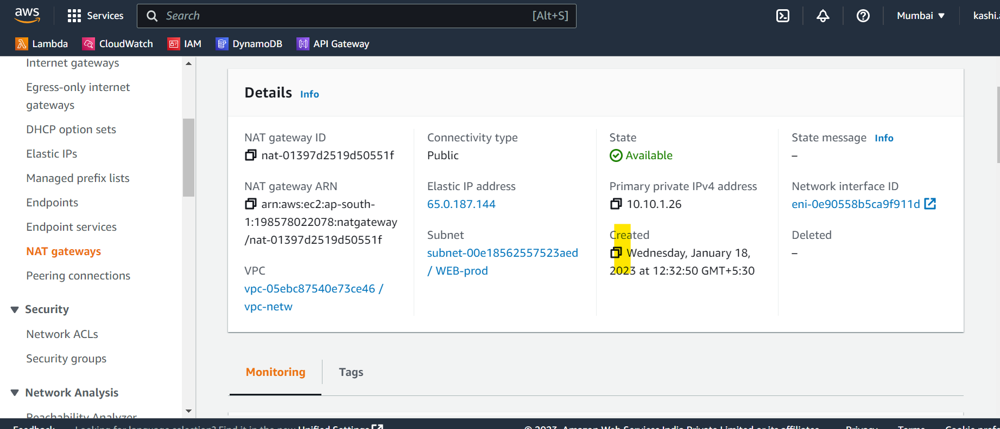 aws Services Search [Alt+S] Mumbai kashi.
Lambda CloudWatch IAM DynamoDB API Gateway
Internet gateways
Egress-only internet
gateways
DHCP option sets
Elastic IPs
Managed prefix lists
Endpoints
Endpoint services
NAT gateways
Peering connections
Security
Network ACLs
Security groups
Network Analysis
Reachability Analyzer
Details Info
NAT gateway ID
nat-01397d2519d50551f
NAT gateway ARN
arn:aws:ec2:ap-south-
1:198578022078:natgateway
/nat-01397d2519d50551f
VPC
vpc-05ebc87540e73ce46 /
vpc-netw
Connectivity type
Public
Elastic IP address
65.0.187.144
Subnet
subnet-00e18562557523aed
/ WEB-prod
State
Available
Primary private IPv4 address
10.10.1.26
Created
Wednesday, January 18,
2023 at 12:32:50 GMT+5:30
State message Info
–
Network interface ID
eni-0e90558b5ca9f911d
Deleted
–
Monitoring Tags
Feedback Looking for language selection? Find it in the new Unified Settings © 2023, Amazon Web Services India Private Limited or its affiliates. Privacy Terms Cookie